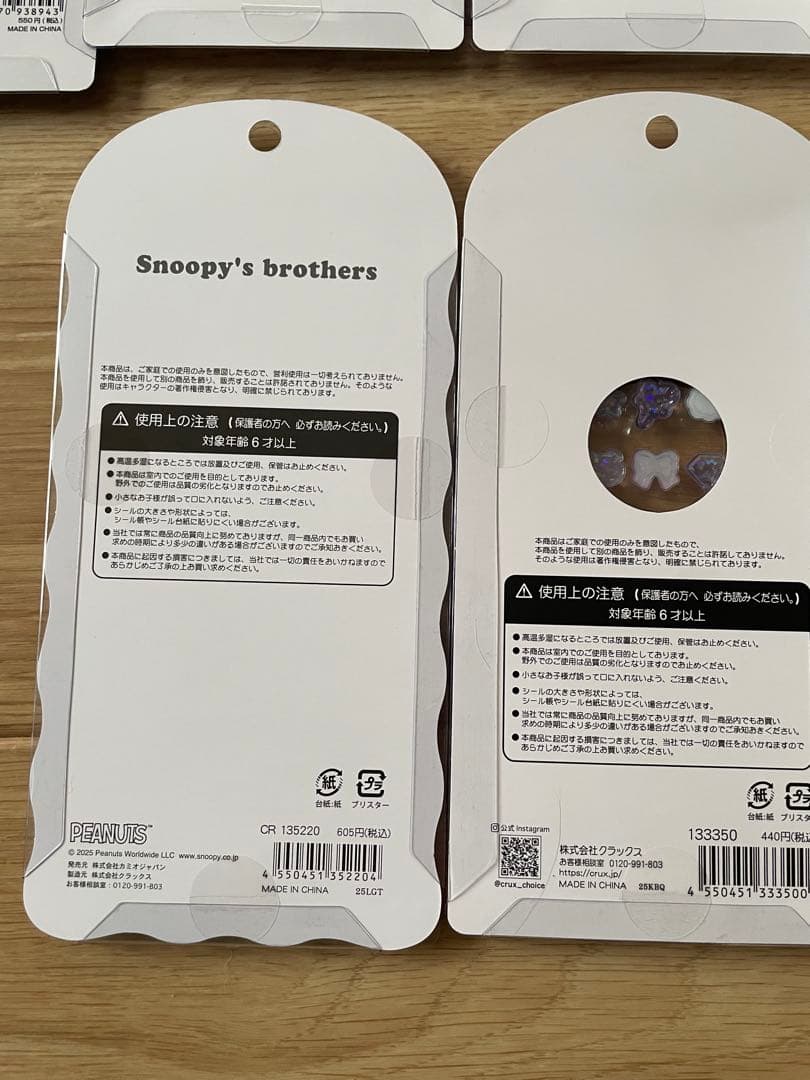 70 938943
550円(税込)
MADE IN CHINA
Snoopy's brothers
本商品は、ご家庭での使用のみを意図したもので、営利使用は一切考えられておりません。
本商品を使用して別の商品を飾り、販売することは許諾されておりません。そのような
使用はキャラクターの著作権侵害となり、明確に禁じられております。
⚠ 使用上の注意 (保護者の方へ 必ずお読みください。)
対象年齢6才以上
●高温多湿になるところでは放置及びご使用、保管はお止めください。
●本商品は室内でのご使用を目的としております。
野外でのご使用は品質の劣化となりますのでお止めください。
●小さなお子様が誤って口に入れないよう、ご注意ください。
●シールの大きさや形状によっては、
シール帳やシール台紙に貼りにくい場合がございます。
●当社では常に商品の品質向上に努めておりますが、同一商品内でもお買い
求めの時期により多少の違いがある場合がございますのでご承知おきください。
●本商品に起因する損害につきましては、当社では一切の責任をおいかねますので
あらかじめご了承の上お買い求めください。
紙 プラ
台紙:紙 ブリスター
PEANUTS™
CR 135220 605円(税込)
© 2025 Peanuts Worldwide LLC www.snoopy.co.jp
発売元 株式会社カミオジャパン
製造元 株式会社クラックス
お客様相談室:0120-991-803
4 550451 352204
MADE IN CHINA 25LGT
本商品はご家庭での使用のみを意図したもので、
本商品を使用して別の商品を飾り、販売することは許諾しておりません。
そのような使用は著作権侵害となり、明確に禁じられております。
⚠ 使用上の注意 (保護者の方へ 必ずお読みください。)
対象年齢6才以上
●高温多湿になるところでは放置及びご使用、保管はお止めください。
●本商品は室内でのご使用を目的としております。
野外でのご使用は品質の劣化となりますのでお止めください。
●小さなお子様が誤って口に入れないよう、ご注意ください。
●シールの大きさや形状によっては、
シール帳やシール台紙に貼りにくい場合がございます。
●当社では常に商品の品質向上に努めておりますが、同一商品内でもお買い
求めの時期により多少の違いがある場合がございますのでご承知おきください。
●本商品に起因する損害につきましては、当社では一切の責任をおいかねますので
あらかじめご了承の上お買い求めください。
紙 プラ
台紙:紙 ブリスタ
公式 Instagram
@crux_choice
133350 440円(税込
株式会社クラックス
お客様相談室 0120-991-803
https://crux.jp/
MADE IN CHINA 25KBQ
4 550451 333500